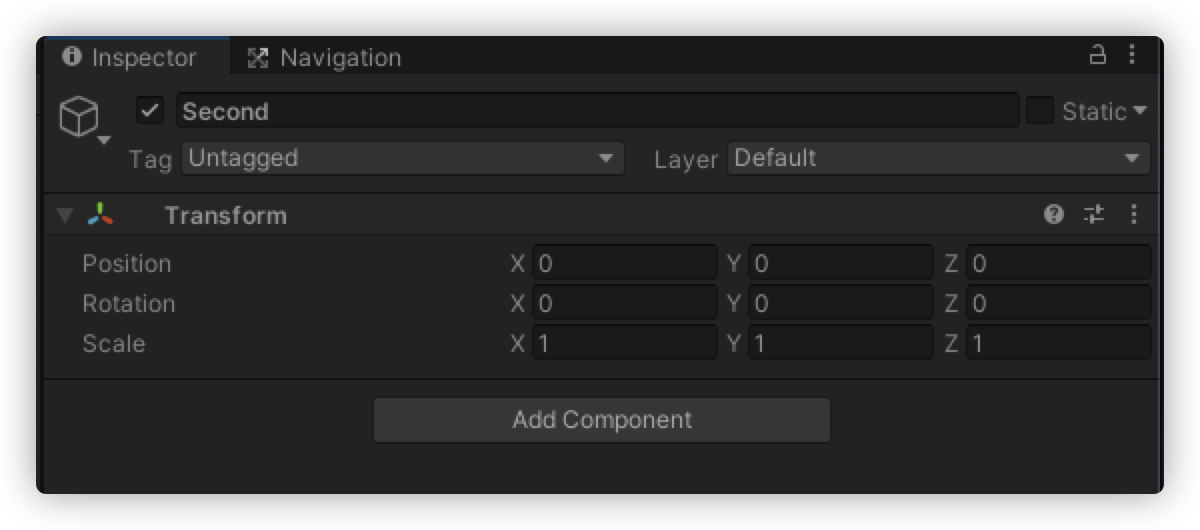 Inspector Navigation
Second Static
Tag Untagged Layer Default
Transform
Position X 0 Y 0 Z 0
Rotation X 0 Y 0 Z 0
Scale X 1 Y 1 Z 1
Add Component